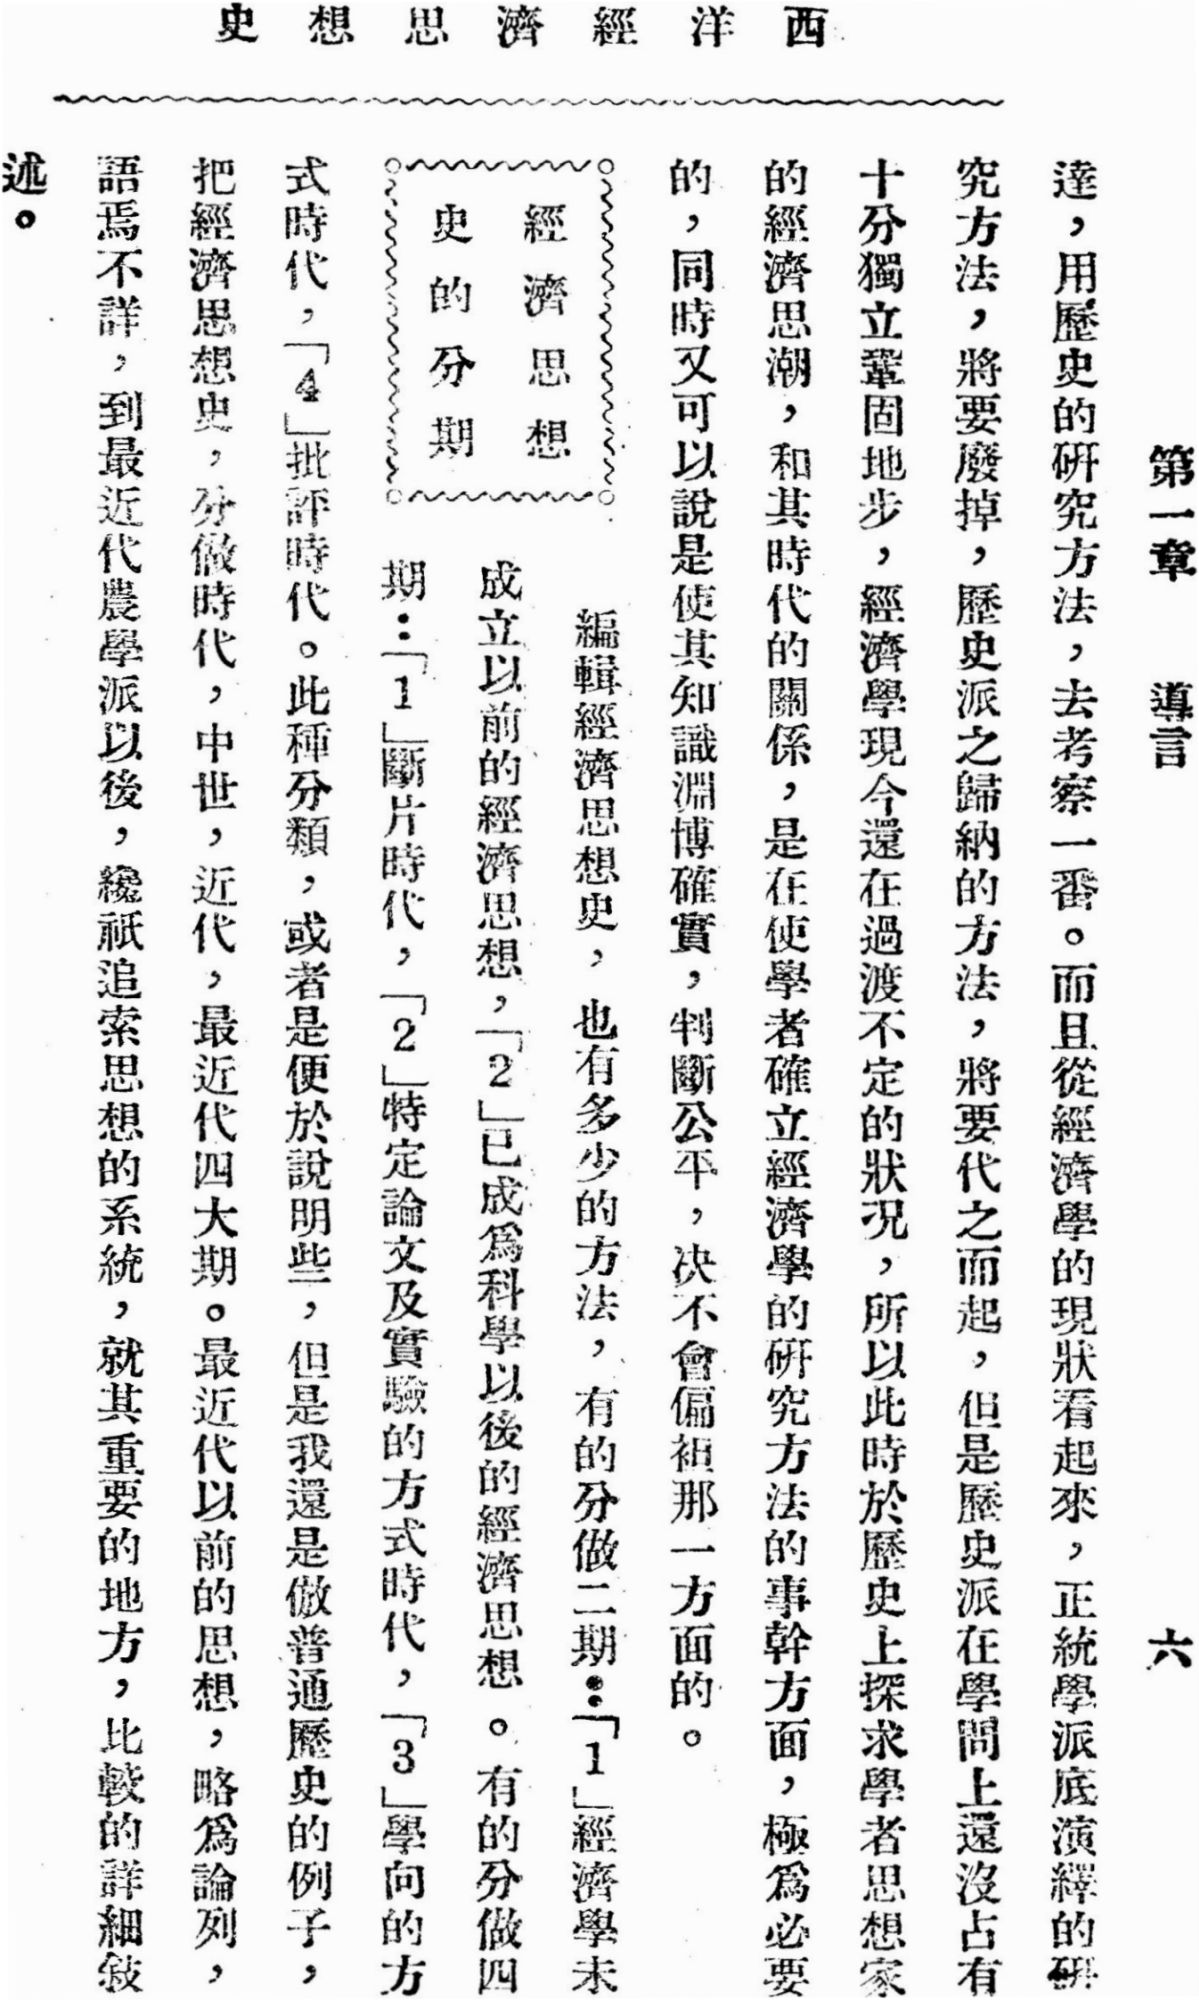 西洋經濟思想史
第一章 導言 六
達，用歷史的研究方法，去考察一番。而且從經濟學的現狀看起來，正統學派底演繹的研
究方法，將要廢掉，歷史派之歸納的方法，將要代之而起，但是歷史派在學問上還沒占有
十分獨立鞏固地步，經濟學現今還在過渡不定的狀況，所以此時於歷史上探求學者思想家
的經濟思潮，和其時代的關係，是在使學者確立經濟學的研究方法的事幹方面，極爲必要
的，同時又可以說是使其知識淵博確實，判斷公平，决不會偏袒那一方面的。
經濟思想
史的分期
編輯經濟思想史，也有多少的方法，有的分做二期：「1」經濟學未
成立以前的經濟思想，「2」已成爲科學以後的經濟思想。有的分做四
期：「1」斷片時代，「2」特定論文及實驗的方式時代，「3」學向的方
式時代，「4」批評時代。此種分類，或者是便於說明些，但是我還是倣普通歷史的例子，
把經濟思想史，分做時代，中世，近代，最近代四大期。最近代以前的思想，略爲論列，
語焉不詳，到最近代農學派以後，纔祇追索思想的系統，就其重要的地方，比較的詳細敍
述。